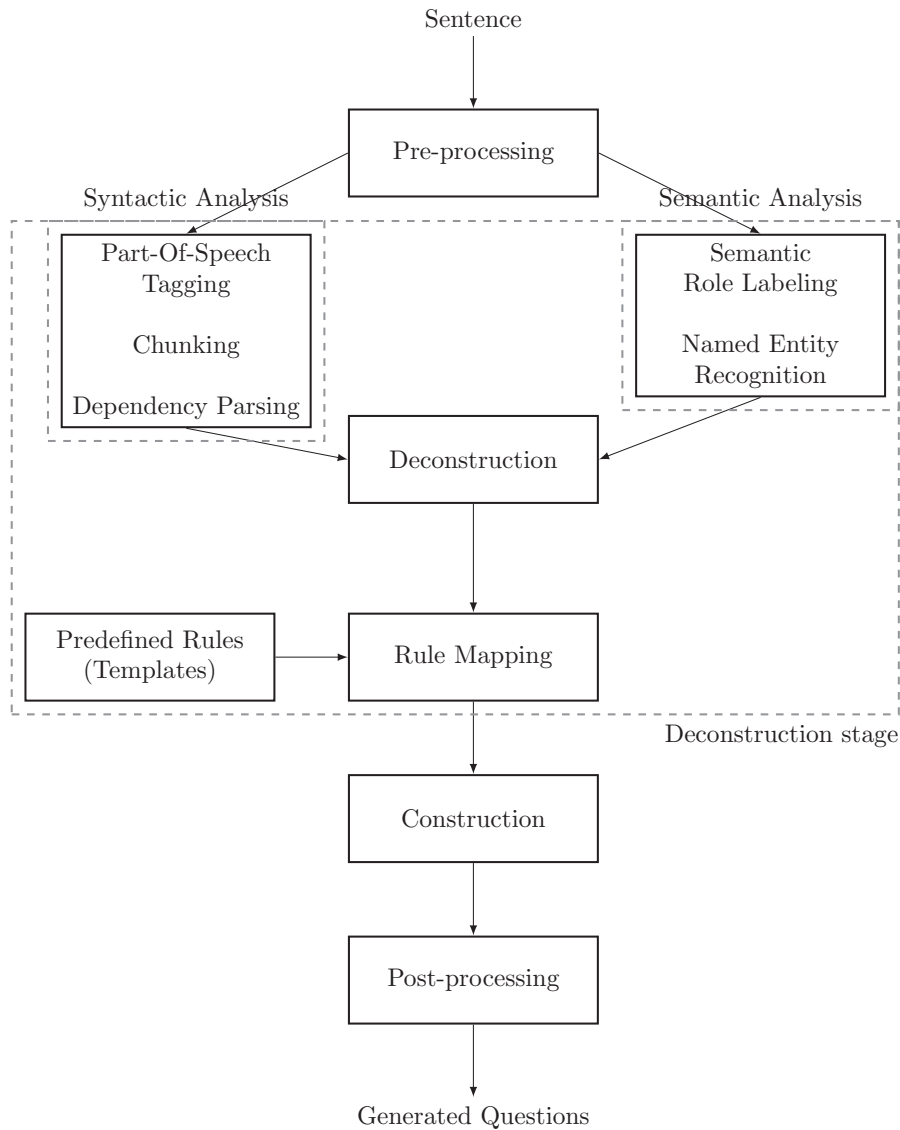 Sentence
Pre-processing
Syntactic Analysis
Semantic Analysis
Part-Of-Speech
Tagging
Chunking
Dependency Parsing
Semantic
Role Labeling
Named Entity
Recognition
Deconstruction
Predefined Rules
(Templates)
Rule Mapping
Deconstruction stage
Construction
Post-processing
Generated Questions